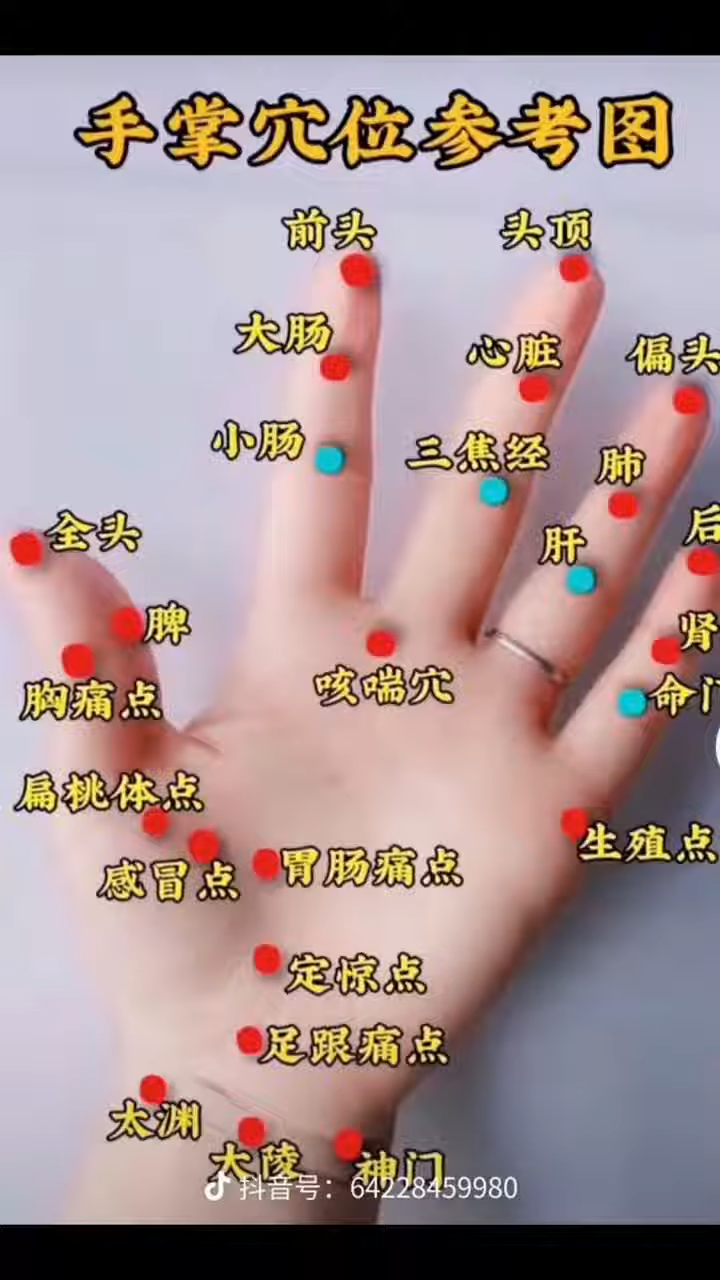 手掌穴位参考图
前头
头顶
大肠
心脏
偏头
小肠
三焦经
肺
后
全头
肝
脾
肾
胸痛点
咳喘穴
命门
扁桃体点
生殖点
感冒点
胃肠痛点
定惊点
足跟痛点
太渊
大陵
神门
抖音号：64228459980